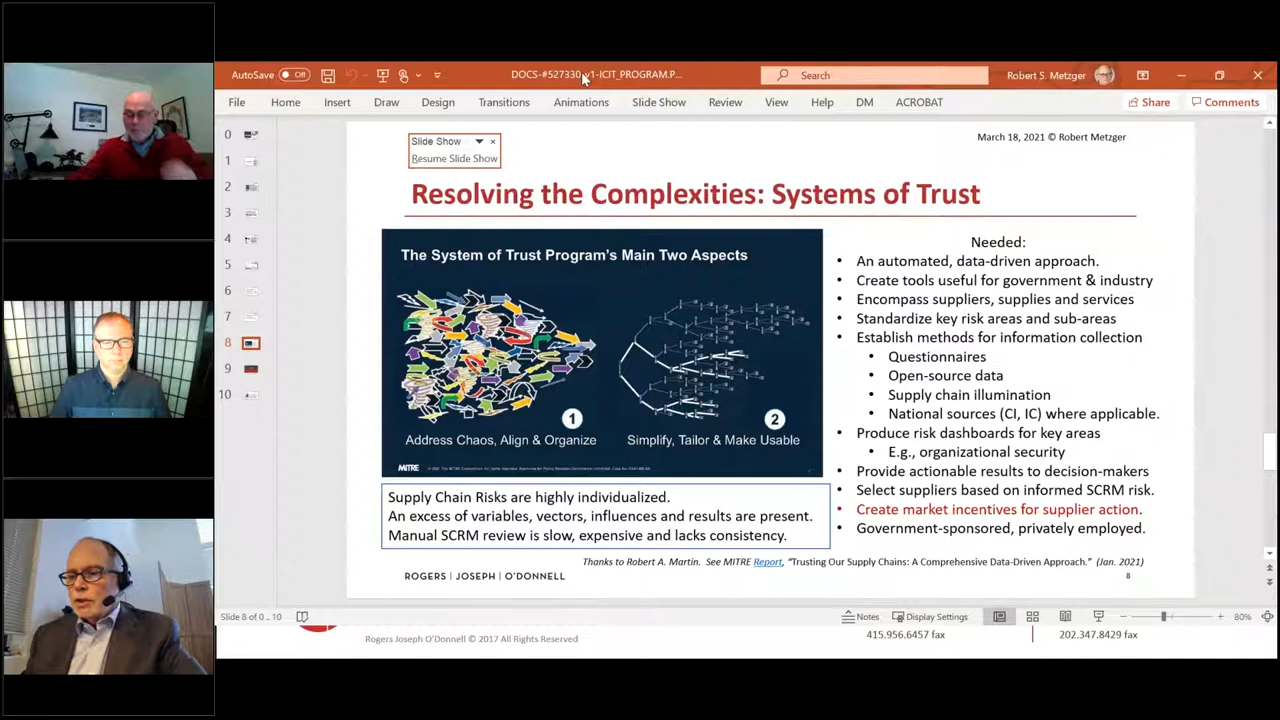 AutoSave
Off
DOCS-#527330_v1-ICIT_PROGRAM.P...
Search
Robert S. Metzger
File
Home
Insert
Draw
Design
Transitions
Animations
Slide Show
Review
View
Help
DM
ACROBAT
Share
Comments
0
1
2
3
4
5
6
7
8
9
10
Slide Show
Resume Slide Show
March 18, 2021 © Robert Metzger
Resolving the Complexities: Systems of Trust
The System of Trust Program's Main Two Aspects
1
2
Address Chaos, Align & Organize
Simplify, Tailor & Make Usable
MITRE
Supply Chain Risks are highly individualized.
An excess of variables, vectors, influences and results are present.
Manual SCRM review is slow, expensive and lacks consistency.
Needed:
• An automated, data-driven approach.
• Create tools useful for government & industry
• Encompass suppliers, supplies and services
• Standardize key risk areas and sub-areas
• Establish methods for information collection
• Questionnaires
• Open-source data
• Supply chain illumination
• National sources (CI, IC) where applicable.
• Produce risk dashboards for key areas
• E.g., organizational security
• Provide actionable results to decision-makers
• Select suppliers based on informed SCRM risk.
• Create market incentives for supplier action.
• Government-sponsored, privately employed.
Thanks to Robert A. Martin. See MITRE Report, "Trusting Our Supply Chains: A Comprehensive Data-Driven Approach." (Jan. 2021)
ROGERS | JOSEPH | O'DONNELL
8
Slide 8 of 0 .. 10
Notes
Display Settings
80%
Rogers Joseph O'Donnell © 2017 All Rights Reserved
415.956.6457 fax
202.347.8429 fax